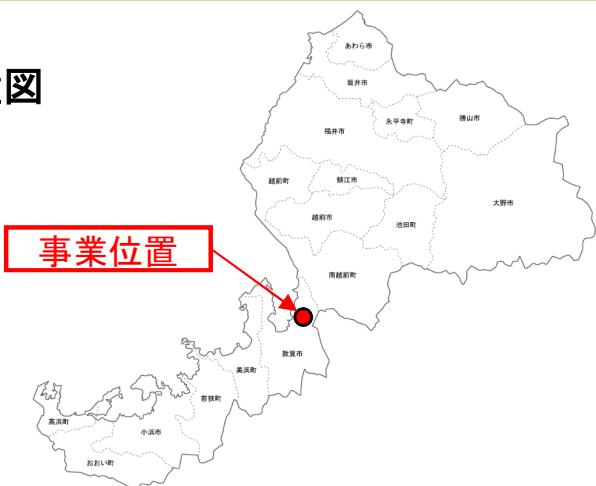 図
あわら市
坂井市
永平寺町
勝山市
福井市
越前町
鯖江市
大野市
越前市
池田町
事業位置
南越前町
敦賀市
美浜町
若狭町
高浜町
小浜市
おおい町